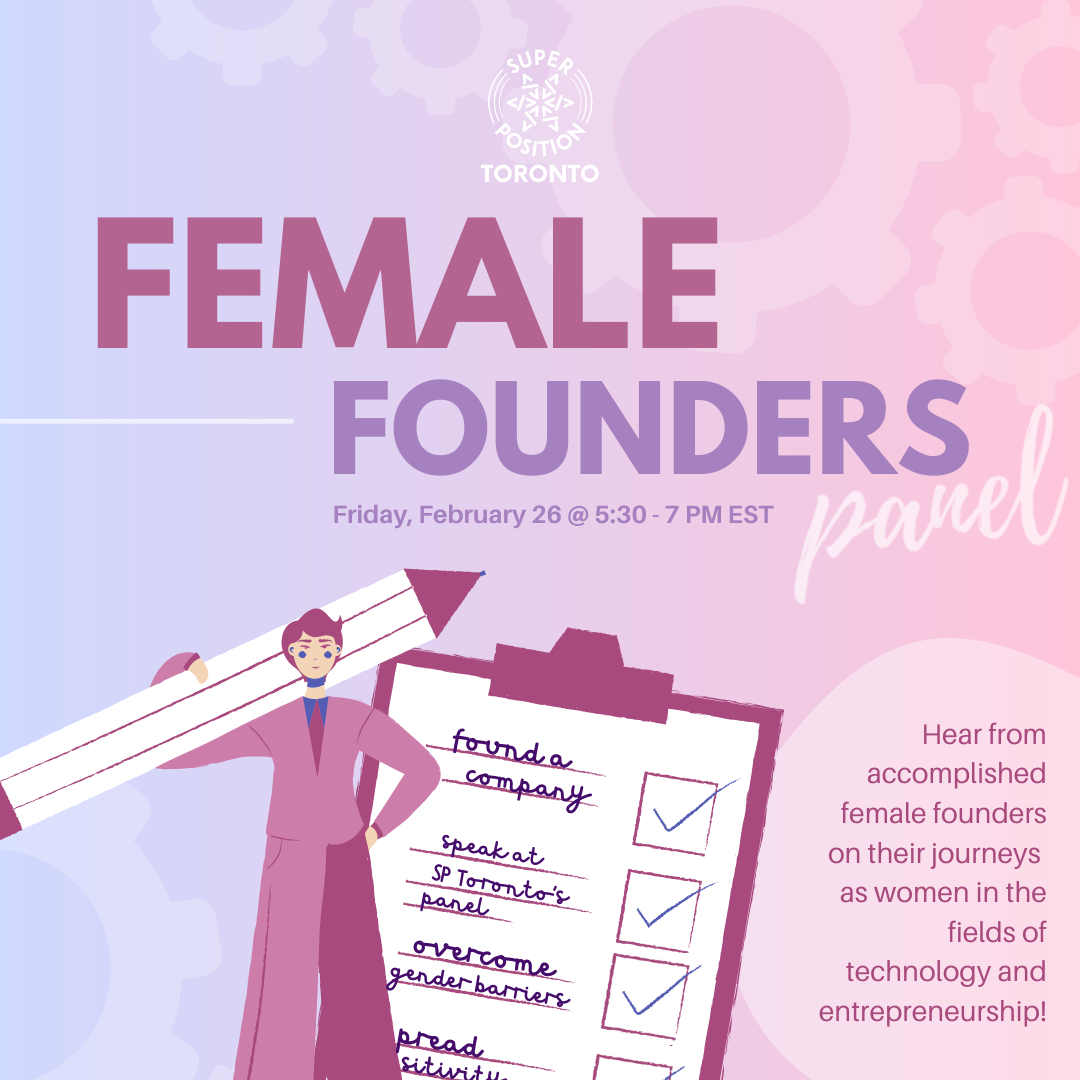 SUPER
POSITION
TORONTO
FEMALE
FOUNDERS
panel
Friday, February 26 @ 5:30 - 7 PM EST
found a
company
speak at
SP Toronto's
panel
overcome
gender barriers
pread
sitivity
Hear from
accomplished
female founders
on their journeys
as women in the
fields of
technology and
entrepreneurship!